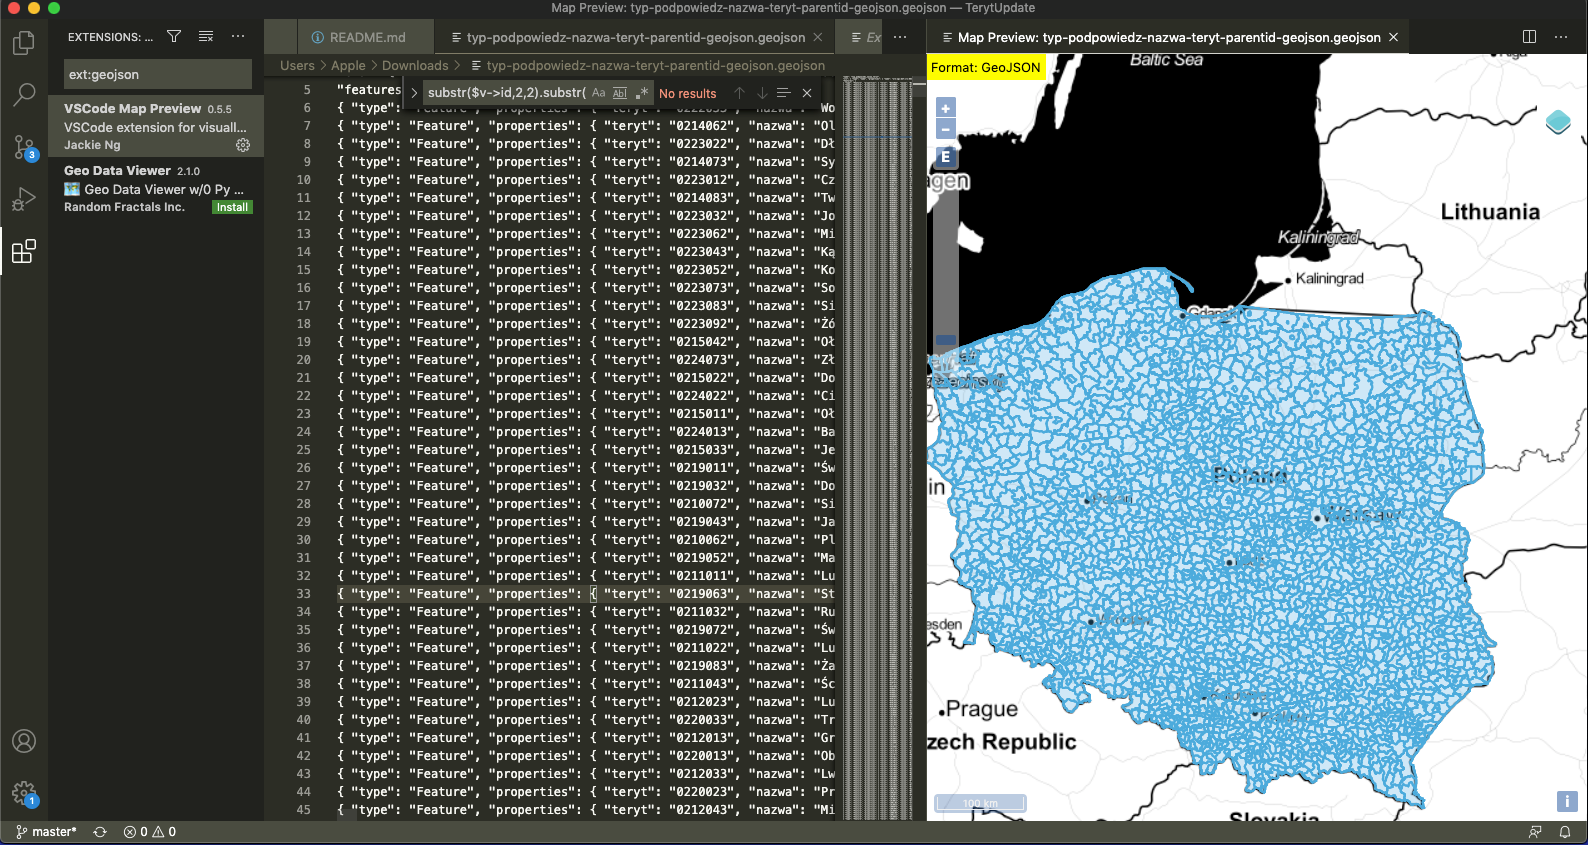 Map Preview: typ-podpowiedz-nazwa-teryt-parentid-geojson.geojson — TerytUpdate
EXTENSIONS: ...
ext:geojson
VSCode Map Preview 0.5.5
VSCode extension for visuall...
Jackie Ng
Geo Data Viewer 2.1.0
Geo Data Viewer w/0 Py ...
Random Fractals Inc. Install
3
1
README.md
typ-podpowiedz-nazwa-teryt-parentid-geojson.geojson
Ex
Users > Apple > Downloads > typ-podpowiedz-nazwa-teryt-parentid-geojson.geojson
substr($v->id,2,2).substr( Aa Abl .* No results
5 "features
6 { "type": "Feature", "properties": { "teryt": "0222033", "nazwa": "Wo
7 { "type": "Feature", "properties": { "teryt": "0214062", "nazwa": "Ol
8 { "type": "Feature", "properties": { "teryt": "0223022", "nazwa": "Dł
9 { "type": "Feature", "properties": { "teryt": "0214073", "nazwa": "Sy
10 { "type": "Feature", "properties": { "teryt": "0223012", "nazwa": "Cz
11 { "type": "Feature", "properties": { "teryt": "0214083", "nazwa": "Tw
12 { "type": "Feature", "properties": { "teryt": "0223032", "nazwa": "Jo
13 { "type": "Feature", "properties": { "teryt": "0223062", "nazwa": "Mi
14 { "type": "Feature", "properties": { "teryt": "0223043", "nazwa": "Ką
15 { "type": "Feature", "properties": { "teryt": "0223052", "nazwa": "Ko
16 { "type": "Feature", "properties": { "teryt": "0223073", "nazwa": "So
17 { "type": "Feature", "properties": { "teryt": "0223083", "nazwa": "Si
18 { "type": "Feature", "properties": { "teryt": "0223092", "nazwa": "Żó
19 { "type": "Feature", "properties": { "teryt": "0215042", "nazwa": "Oł
20 { "type": "Feature", "properties": { "teryt": "0224073", "nazwa": "Zł
21 { "type": "Feature", "properties": { "teryt": "0215022", "nazwa": "Do
22 { "type": "Feature", "properties": { "teryt": "0224022", "nazwa": "Ci
23 { "type": "Feature", "properties": { "teryt": "0215011", "nazwa": "Oł
24 { "type": "Feature", "properties": { "teryt": "0224013", "nazwa": "Ba
25 { "type": "Feature", "properties": { "teryt": "0215033", "nazwa": "Je
26 { "type": "Feature", "properties": { "teryt": "0219011", "nazwa": "Św
27 { "type": "Feature", "properties": { "teryt": "0219032", "nazwa": "Do
28 { "type": "Feature", "properties": { "teryt": "0210072", "nazwa": "Si
29 { "type": "Feature", "properties": { "teryt": "0219043", "nazwa": "Ja
30 { "type": "Feature", "properties": { "teryt": "0210062", "nazwa": "Pl
31 { "type": "Feature", "properties": { "teryt": "0219052", "nazwa": "Ma
32 { "type": "Feature", "properties": { "teryt": "0211011", "nazwa": "Lu
33 { "type": "Feature", "properties": { "teryt": "0219063", "nazwa": "St
34 { "type": "Feature", "properties": { "teryt": "0211032", "nazwa": "Ru
35 { "type": "Feature", "properties": { "teryt": "0219072", "nazwa": "Św
36 { "type": "Feature", "properties": { "teryt": "0211022", "nazwa": "Lu
37 { "type": "Feature", "properties": { "teryt": "0219083", "nazwa": "Ża
38 { "type": "Feature", "properties": { "teryt": "0211043", "nazwa": "Śc
39 { "type": "Feature", "properties": { "teryt": "0212023", "nazwa": "Lu
40 { "type": "Feature", "properties": { "teryt": "0220033", "nazwa": "Tr
41 { "type": "Feature", "properties": { "teryt": "0212013", "nazwa": "Gr
42 { "type": "Feature", "properties": { "teryt": "0220013", "nazwa": "Ob
43 { "type": "Feature", "properties": { "teryt": "0212033", "nazwa": "Lw
44 { "type": "Feature", "properties": { "teryt": "0220023", "nazwa": "Pr
45 { "type": "Feature", "properties": { "teryt": "0212043", "nazwa": "Mi
Map Preview: typ-podpowiedz-nazwa-teryt-parentid-geojson.geojson
Format: GeoJSON
Baltic Sea
+
−
E
agen
Lithuania
Kaliningrad
Kaliningrad
Gdansk
Poland
Warsaw
in
esden
Prague
zech Republic
Slovakia
100 km
i
master*
0 0